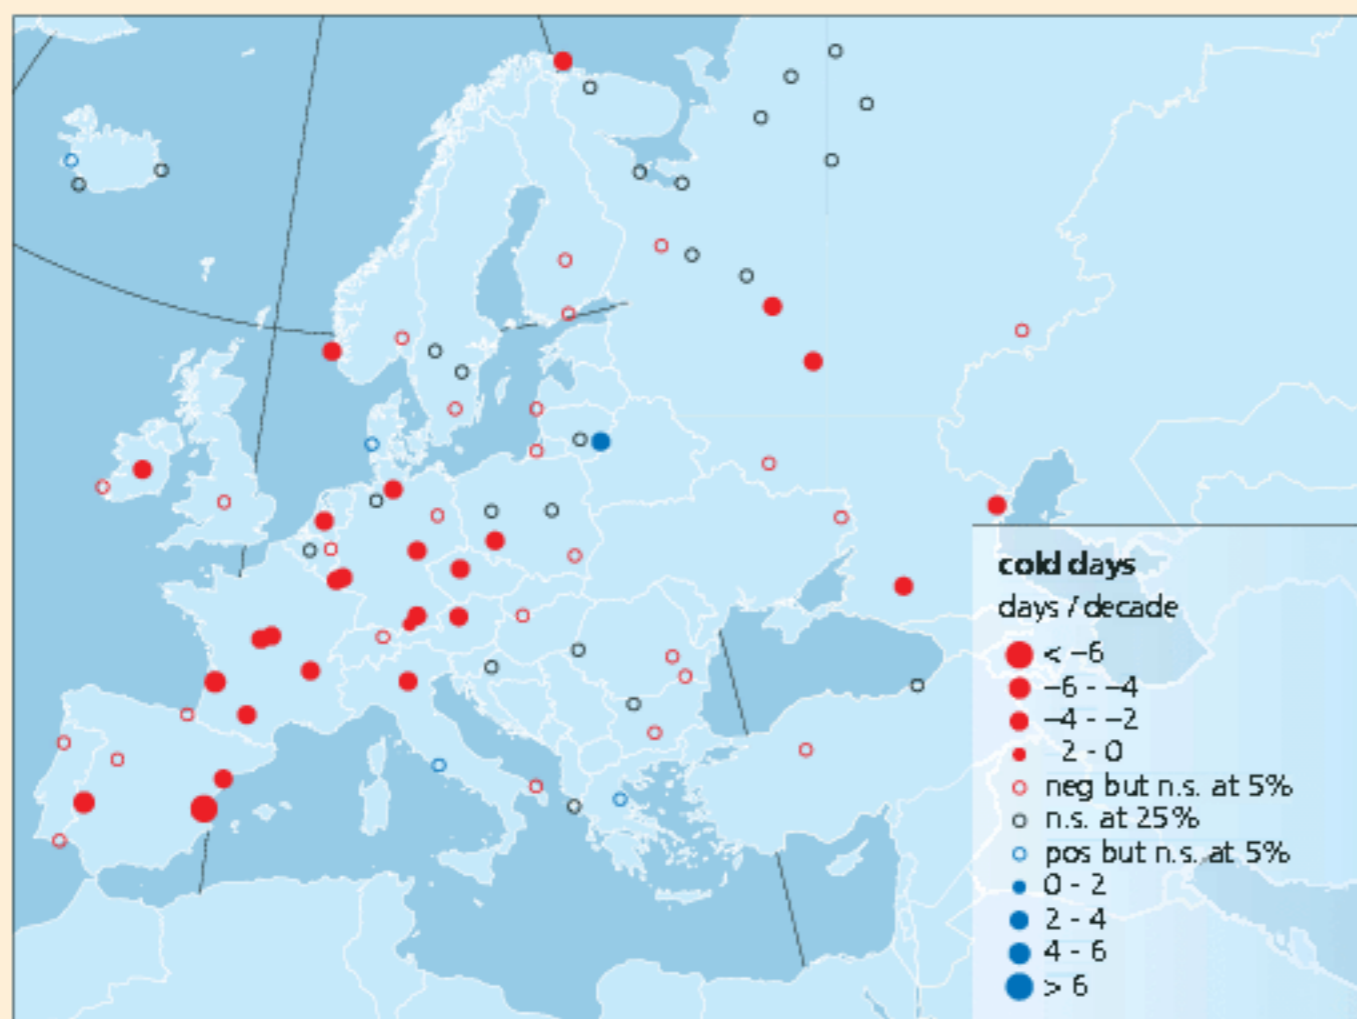 cold days
days / decade
< –6
–6 - –4
–4 - –2
2 - 0
neg but n.s. at 5%
n.s. at 25%
pos but n.s. at 5%
0 - 2
2 - 4
4 - 6
> 6